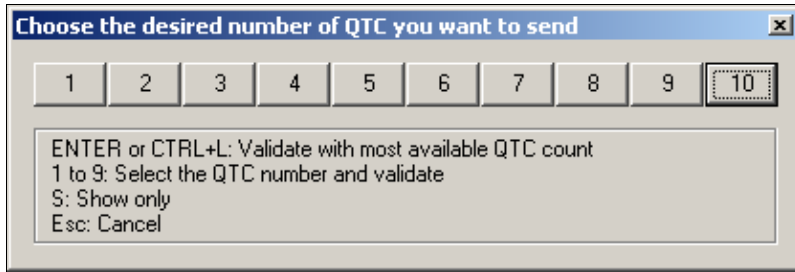 Choose the desired number of QTC you want to send
1 2 3 4 5 6 7 8 9 10
ENTER or CTRL+L: Validate with most available QTC count
1 to 9: Select the QTC number and validate
S: Show only
Esc: Cancel